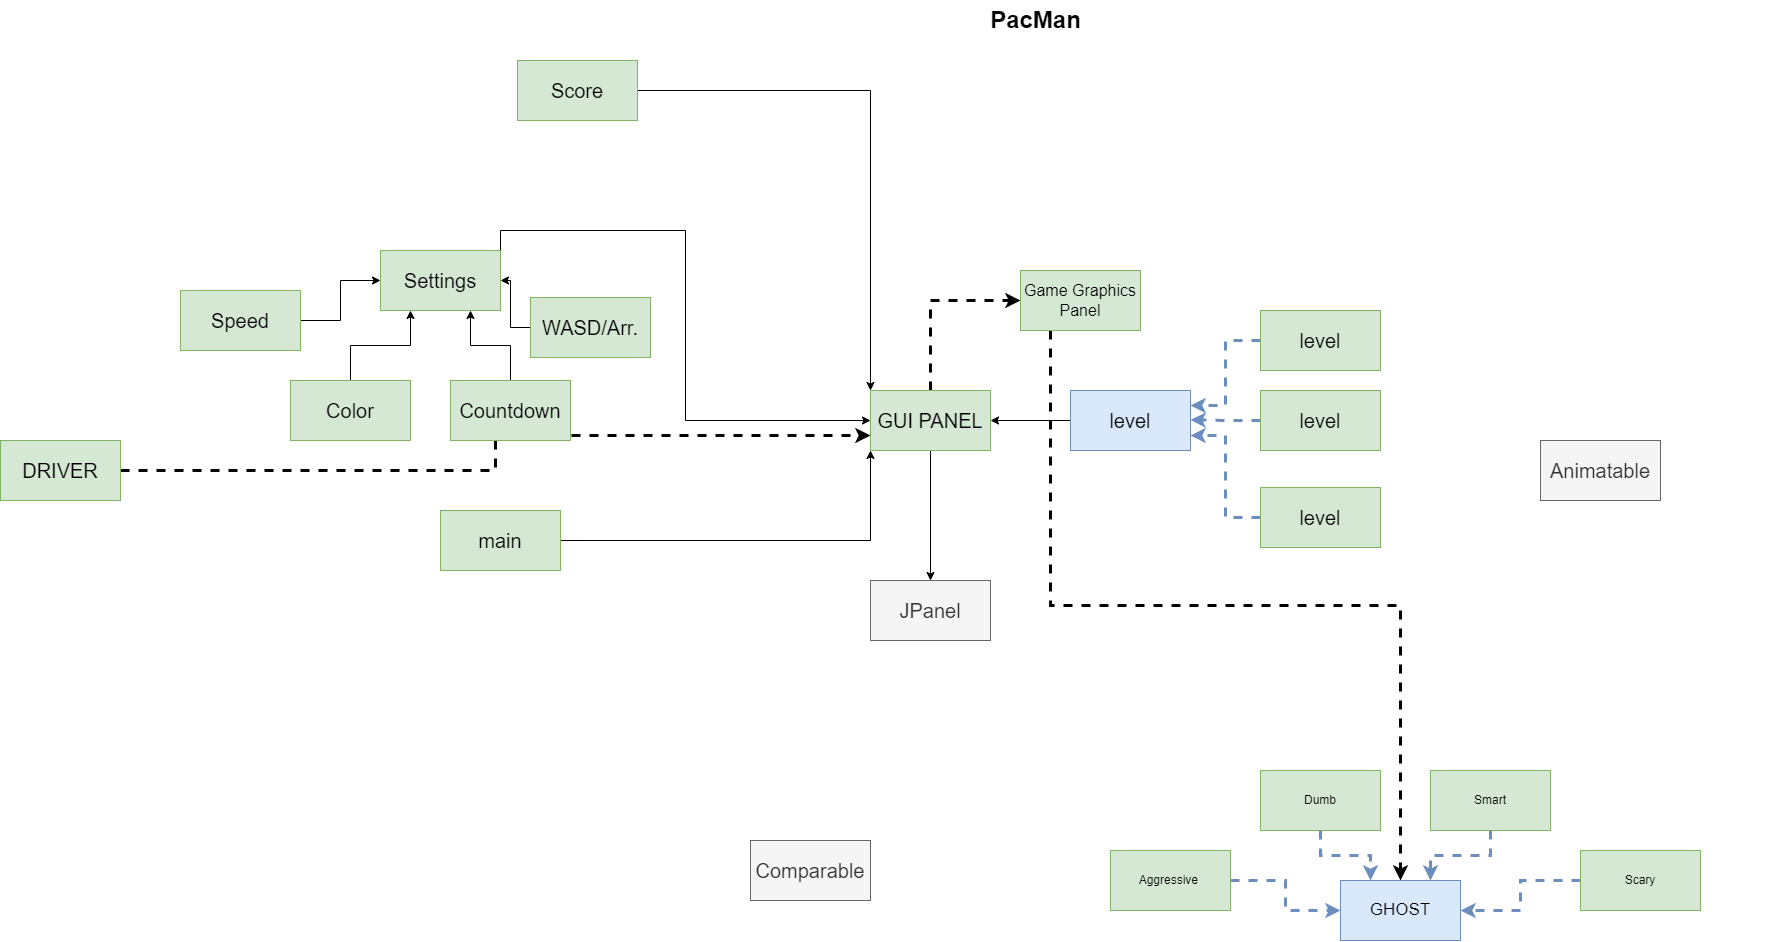 PacMan
Score
Settings
Speed
WASD/Arr.
Color
Countdown
DRIVER
main
GUI PANEL
JPanel
Game Graphics
Panel
level
level
level
level
Animatable
Comparable
Dumb
Smart
Aggressive
Scary
GHOST